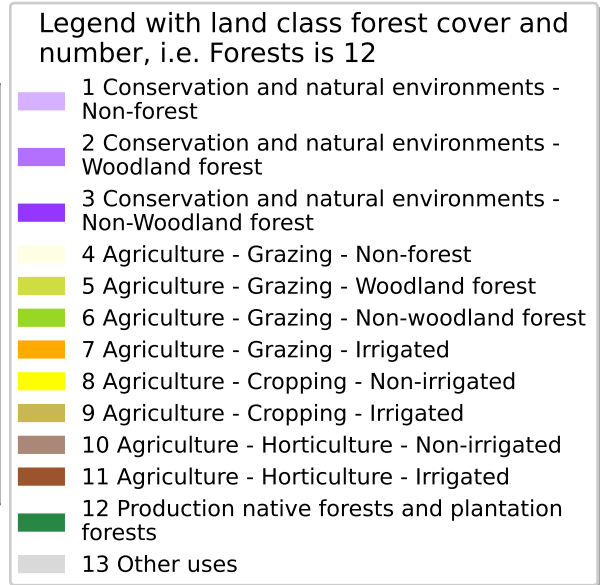 Legend with land class forest cover and
number, i.e. Forests is 12
1 Conservation and natural environments -
Non-forest
2 Conservation and natural environments -
Woodland forest
3 Conservation and natural environments -
Non-Woodland forest
4 Agriculture - Grazing - Non-forest
5 Agriculture - Grazing - Woodland forest
6 Agriculture - Grazing - Non-woodland forest
7 Agriculture - Grazing - Irrigated
8 Agriculture - Cropping - Non-irrigated
9 Agriculture - Cropping - Irrigated
10 Agriculture - Horticulture - Non-irrigated
11 Agriculture - Horticulture - Irrigated
12 Production native forests and plantation
forests
13 Other uses